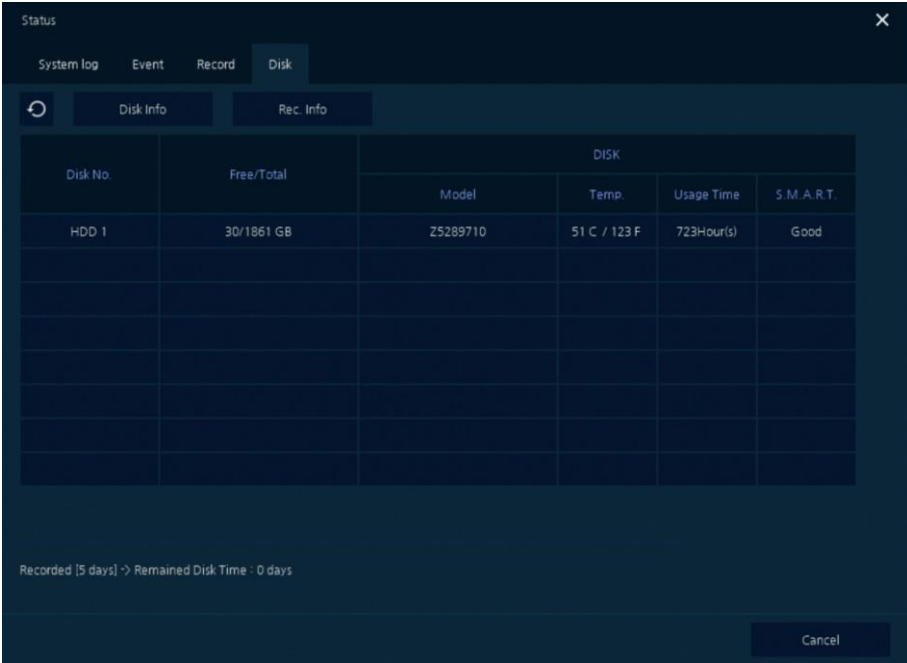 Status
System log Event Record Disk
Disk Info Rec. Info
Disk No. Free/Total DISK
Model Temp. Usage Time S.M.A.R.T.
HDD 1 30/1861 GB Z5289710 51 C / 123 F 723Hour(s) Good
Recorded [5 days] -> Remained Disk Time : 0 days
Cancel